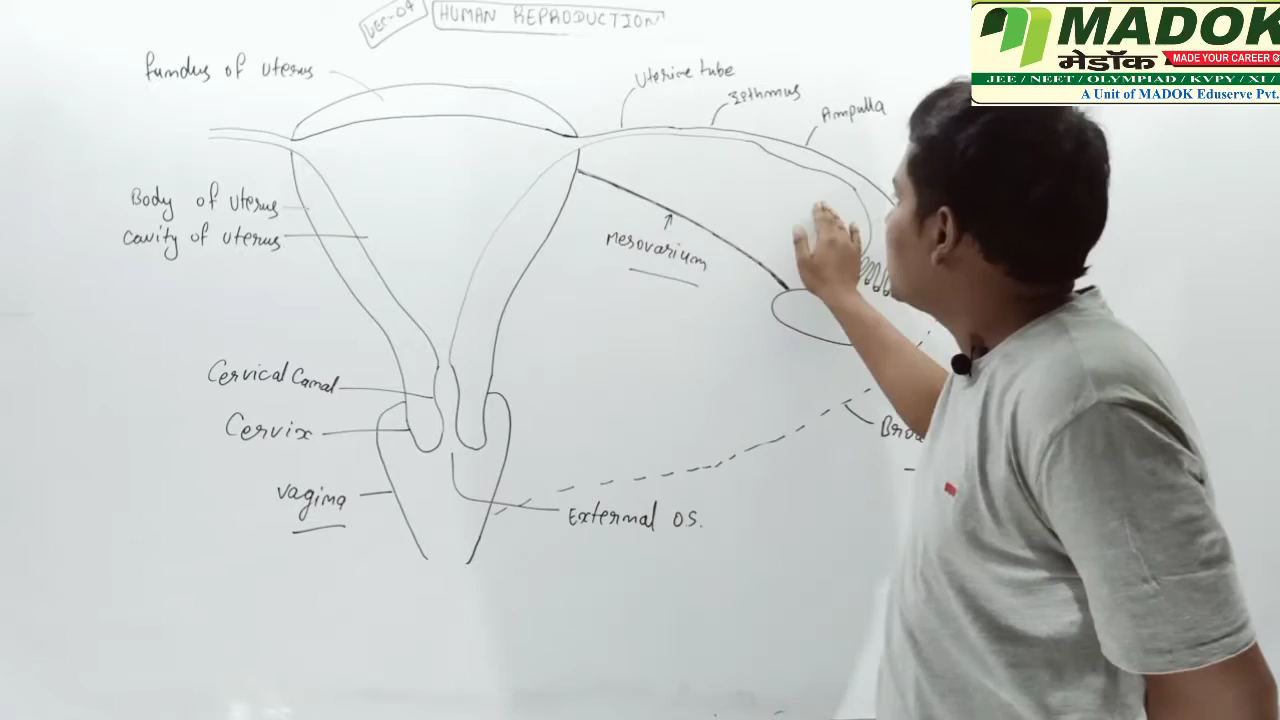 LEC-04
HUMAN REPRODUCTION
MADOK
मेडॉक
MADE YOUR CAREER G
JEE / NEET / OLYMPIAD / KVPY / XI /
A Unit of MADOK Eduserve Pvt.
fundus of uterus
Uterine tube
Isthmus
Ampulla
Body of uterus
Cavity of uterus
Mesovarium
Cervical Canal
Cervix
Vagina
External O.S.